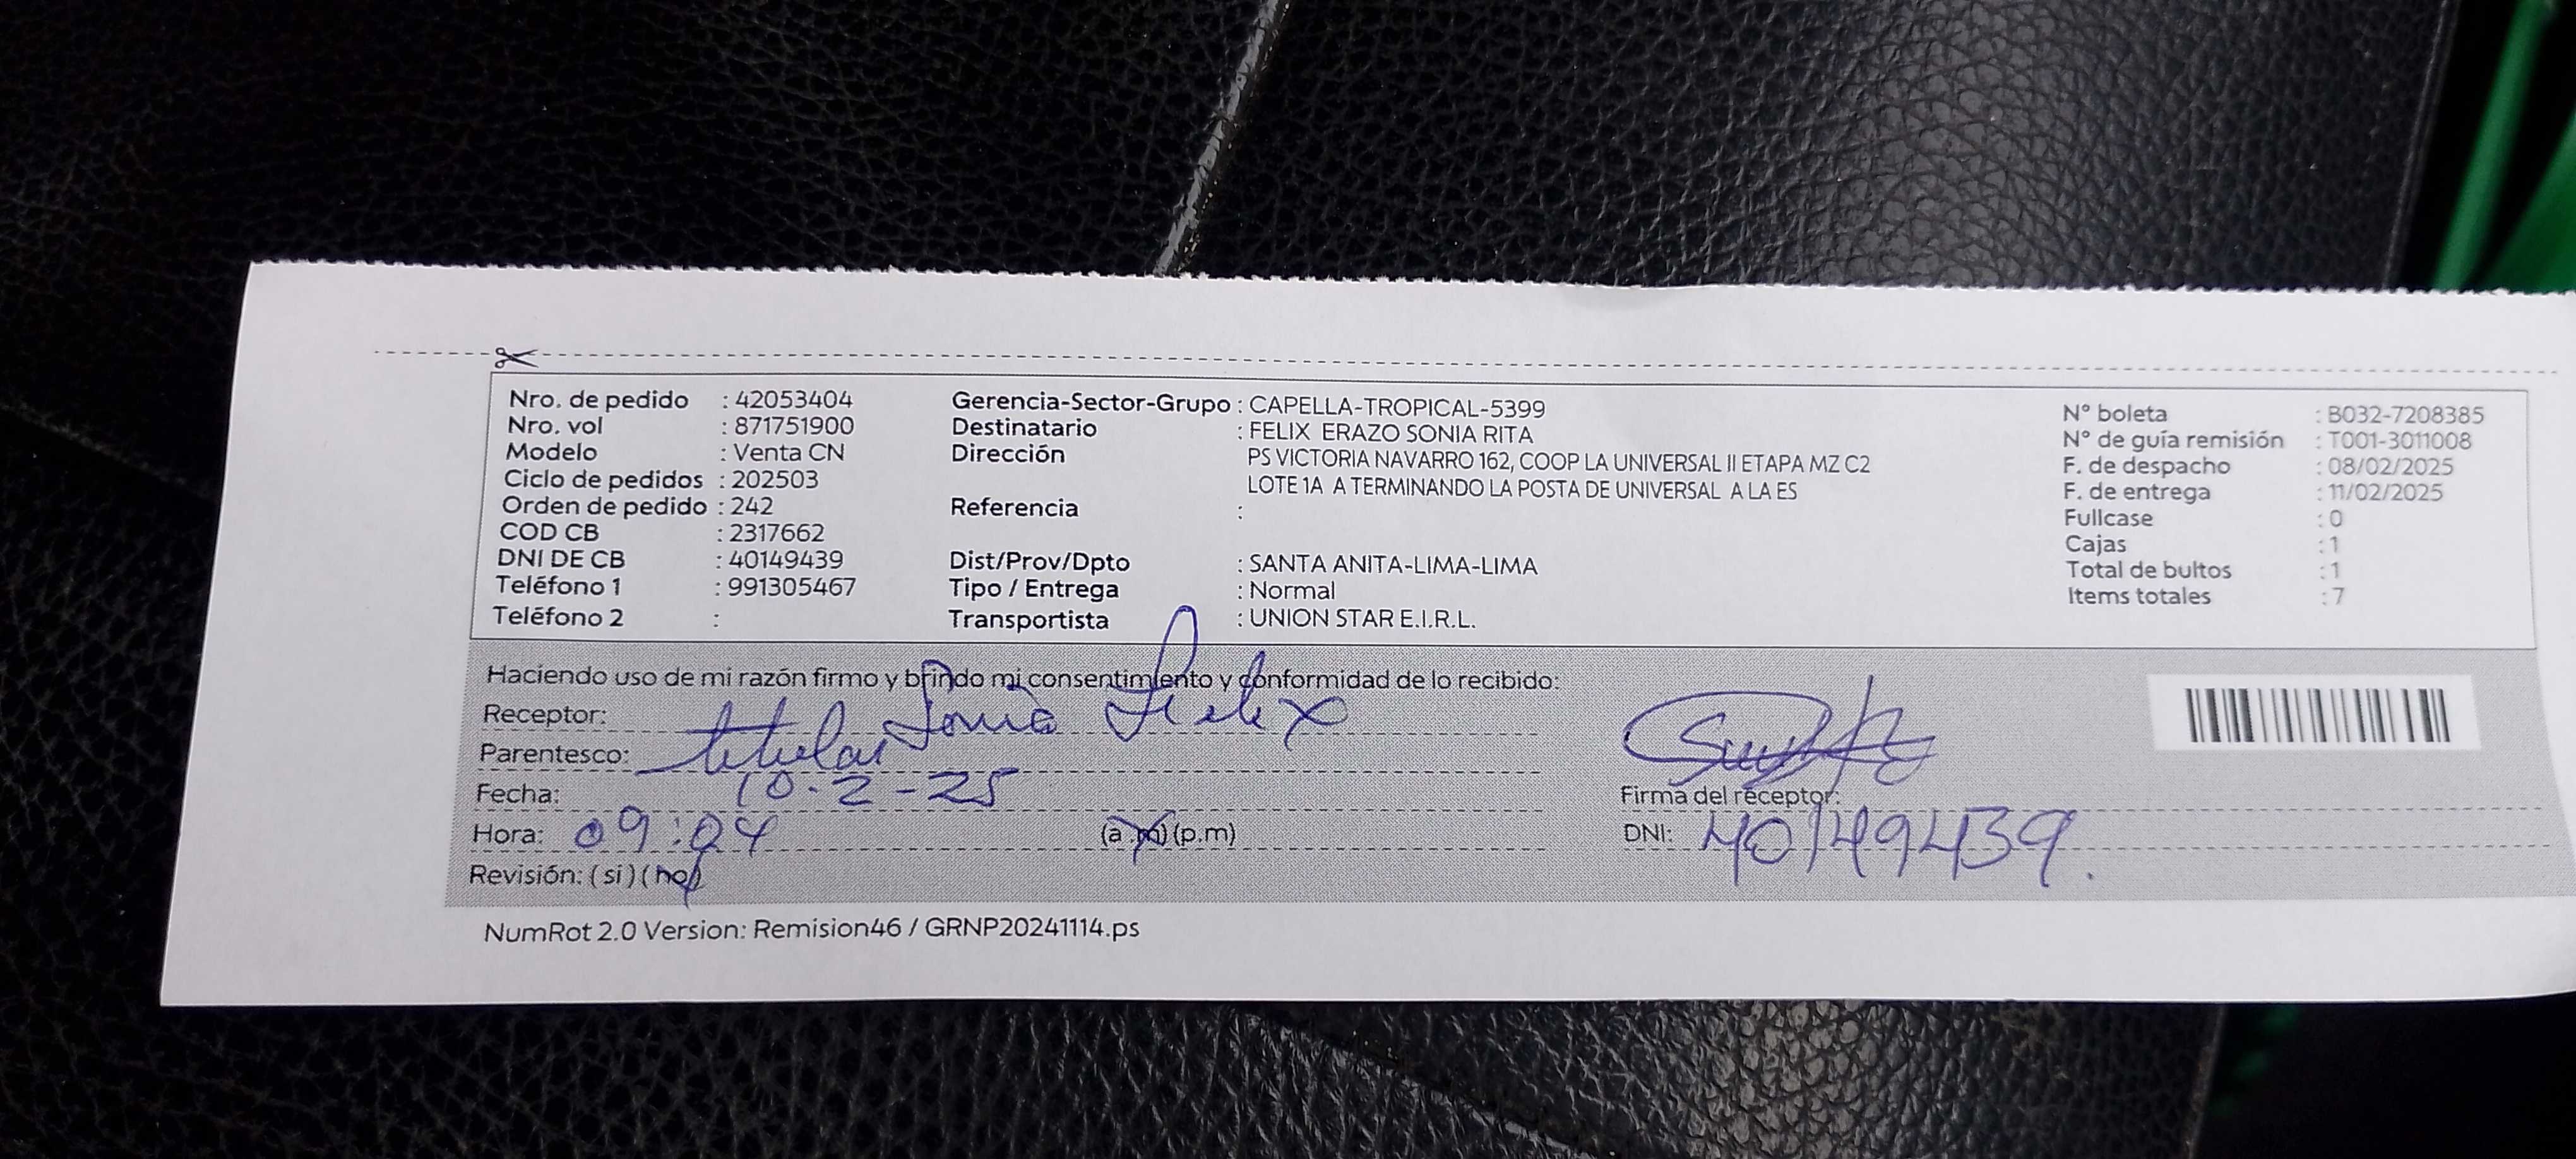 Nro. de pedido : 42053404
Nro. vol : 871751900
Modelo : Venta CN
Ciclo de pedidos : 202503
Orden de pedido : 242
COD CB : 2317662
DNI DE CB : 40149439
Teléfono 1 : 991305467
Teléfono 2 :
Gerencia-Sector-Grupo : CAPELLA-TROPICAL-5399
Destinatario : FELIX ERAZO SONIA RITA
Dirección PS VICTORIA NAVARRO 162, COOP LA UNIVERSAL II ETAPA MZ C2
LOTE 1A A TERMINANDO LA POSTA DE UNIVERSAL A LA ES
Referencia :
Dist/Prov/Dpto : SANTA ANITA-LIMA-LIMA
Tipo / Entrega : Normal
Transportista : UNION STAR E.I.R.L.
N° boleta : B032-7208385
N° de guía remisión : T001-3011008
F. de despacho : 08/02/2025
F. de entrega : 11/02/2025
Fullcase : 0
Cajas : 1
Total de bultos : 1
Items totales : 7
Haciendo uso de mi razón firmo y brindo mi consentimiento y conformidad de lo recibido:
Receptor: Sonia Felix
Parentesco: titular
Fecha: 10-2-25
Hora: 09:04 (a.m) (p.m)
Revisión: (si) (no)
Firma del receptor:
DNI: 40149439.
NumRot 2.0 Version: Remision46 / GRNP20241114.ps